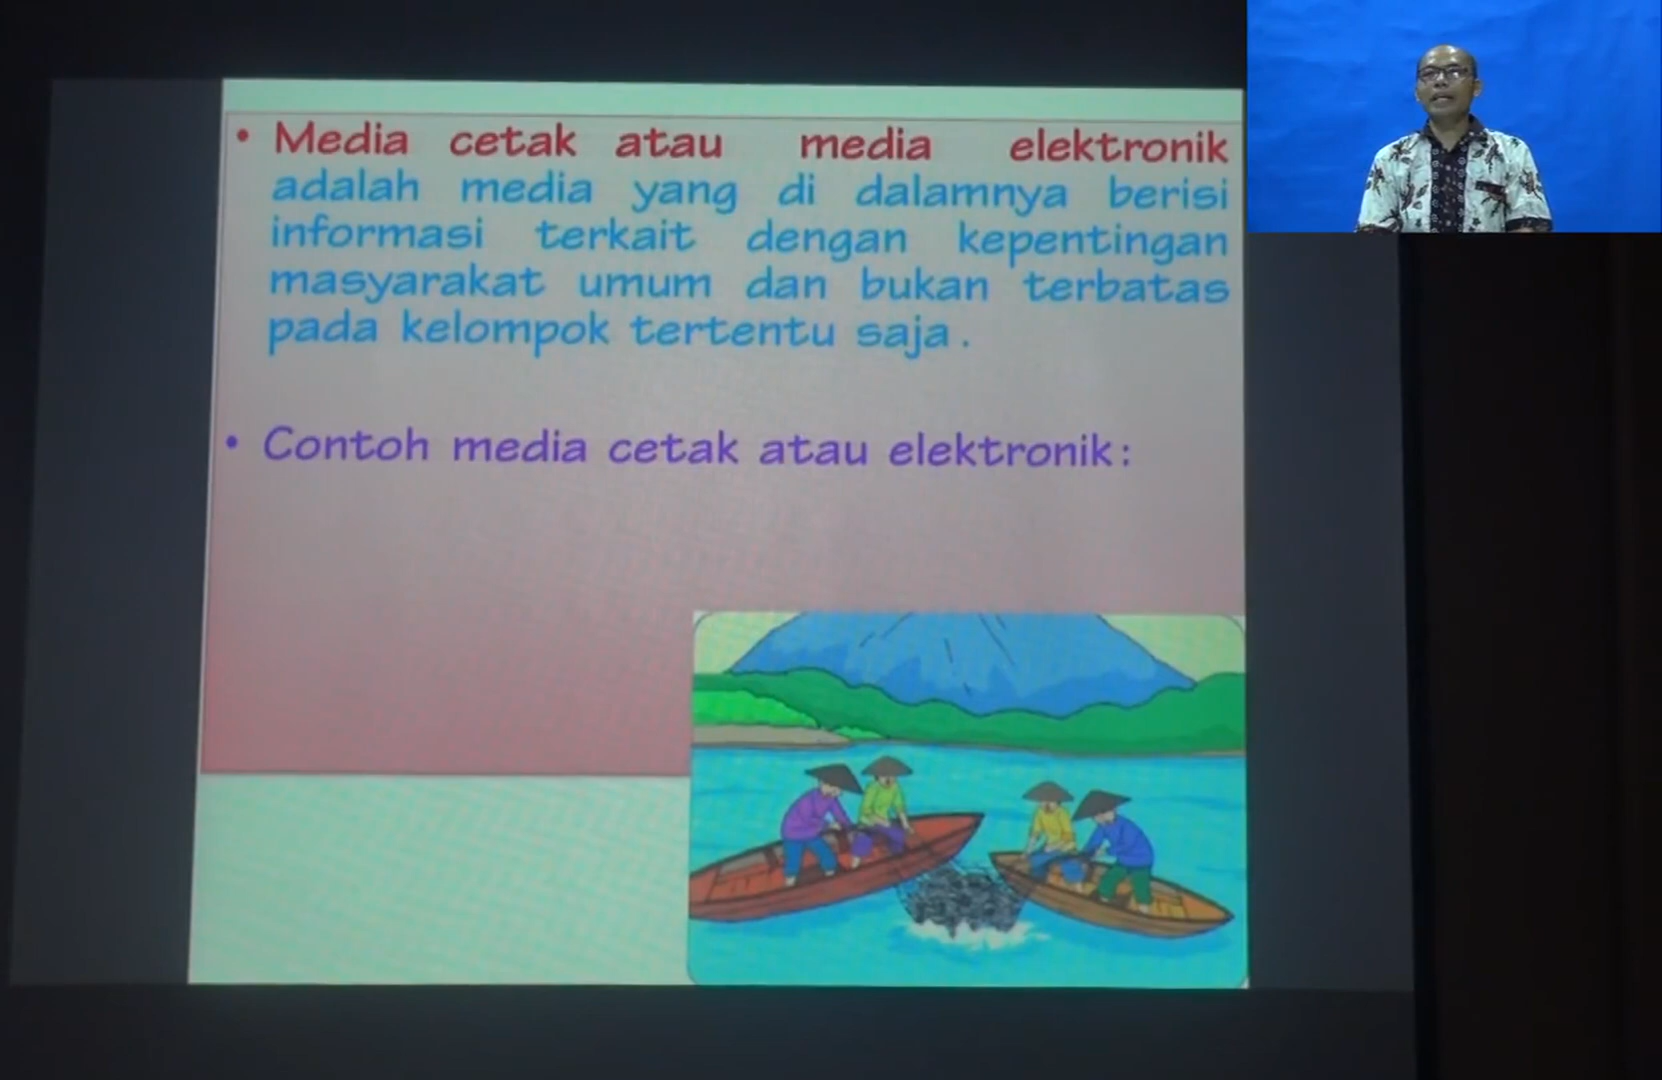 • Media cetak atau media elektronik
adalah media yang di dalamnya berisi
informasi terkait dengan kepentingan
masyarakat umum dan bukan terbatas
pada kelompok tertentu saja.
• Contoh media cetak atau elektronik: